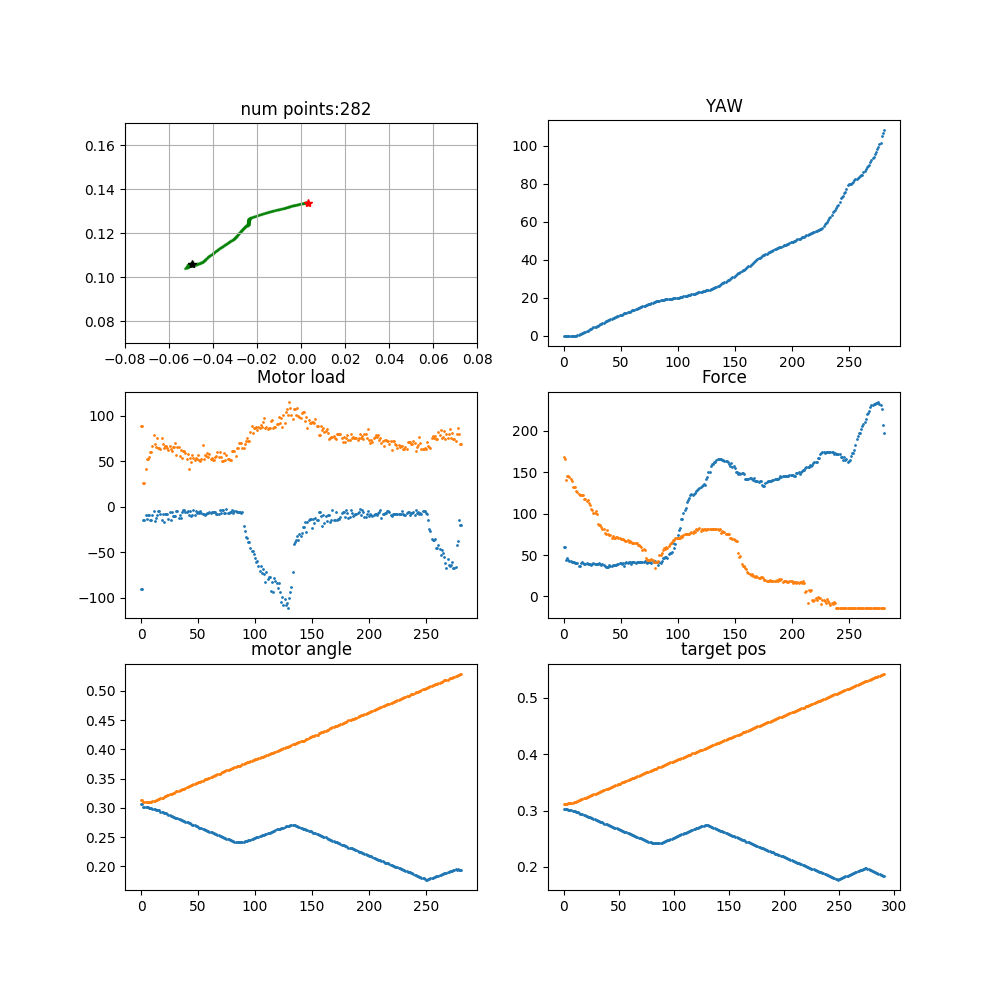 num points:282
YAW
0.16
0.14
0.12
0.10
0.08
−0.08 −0.06 −0.04 −0.02 0.00 0.02 0.04 0.06 0.08
100
80
60
40
20
0
0 50 100 150 200 250
Motor load
Force
100
50
0
−50
−100
0 50 100 150 200 250
200
150
100
50
0
0 50 100 150 200 250
motor angle
target pos
0.50
0.45
0.40
0.35
0.30
0.25
0.20
0 50 100 150 200 250
0.5
0.4
0.3
0.2
0 50 100 150 200 250 300